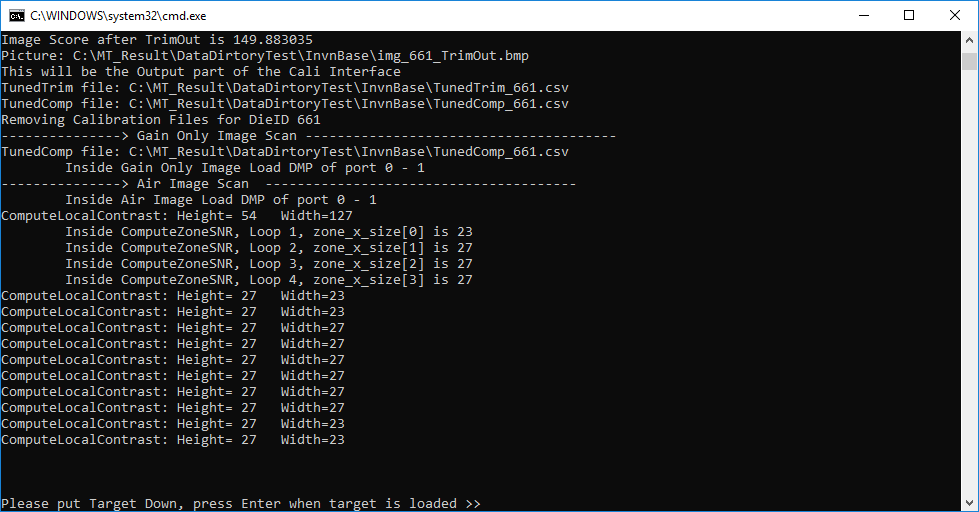 C:\WINDOWS\system32\cmd.exe
Image Score after TrimOut is 149.883035
Picture: C:\MT_Result\DataDirtoryTest\InvnBase\img_661_TrimOut.bmp
This will be the Output part of the Cali Interface
TunedTrim file: C:\MT_Result\DataDirtoryTest\InvnBase\TunedTrim_661.csv
TunedComp file: C:\MT_Result\DataDirtoryTest\InvnBase\TunedComp_661.csv
Removing Calibration Files for DieID 661
---------------> Gain Only Image Scan ---------------------------------------
TunedComp file: C:\MT_Result\DataDirtoryTest\InvnBase\TunedComp_661.csv
        Inside Gain Only Image Load DMP of port 0 - 1
---------------> Air Image Scan  ---------------------------------------
        Inside Air Image Load DMP of port 0 - 1
ComputeLocalContrast: Height= 54   Width=127
        Inside ComputeZoneSNR, Loop 1, zone_x_size[0] is 23
        Inside ComputeZoneSNR, Loop 2, zone_x_size[1] is 27
        Inside ComputeZoneSNR, Loop 3, zone_x_size[2] is 27
        Inside ComputeZoneSNR, Loop 4, zone_x_size[3] is 27
ComputeLocalContrast: Height= 27   Width=23
ComputeLocalContrast: Height= 27   Width=23
ComputeLocalContrast: Height= 27   Width=27
ComputeLocalContrast: Height= 27   Width=27
ComputeLocalContrast: Height= 27   Width=27
ComputeLocalContrast: Height= 27   Width=27
ComputeLocalContrast: Height= 27   Width=27
ComputeLocalContrast: Height= 27   Width=27
ComputeLocalContrast: Height= 27   Width=23
ComputeLocalContrast: Height= 27   Width=23
Please put Target Down, press Enter when target is loaded >>